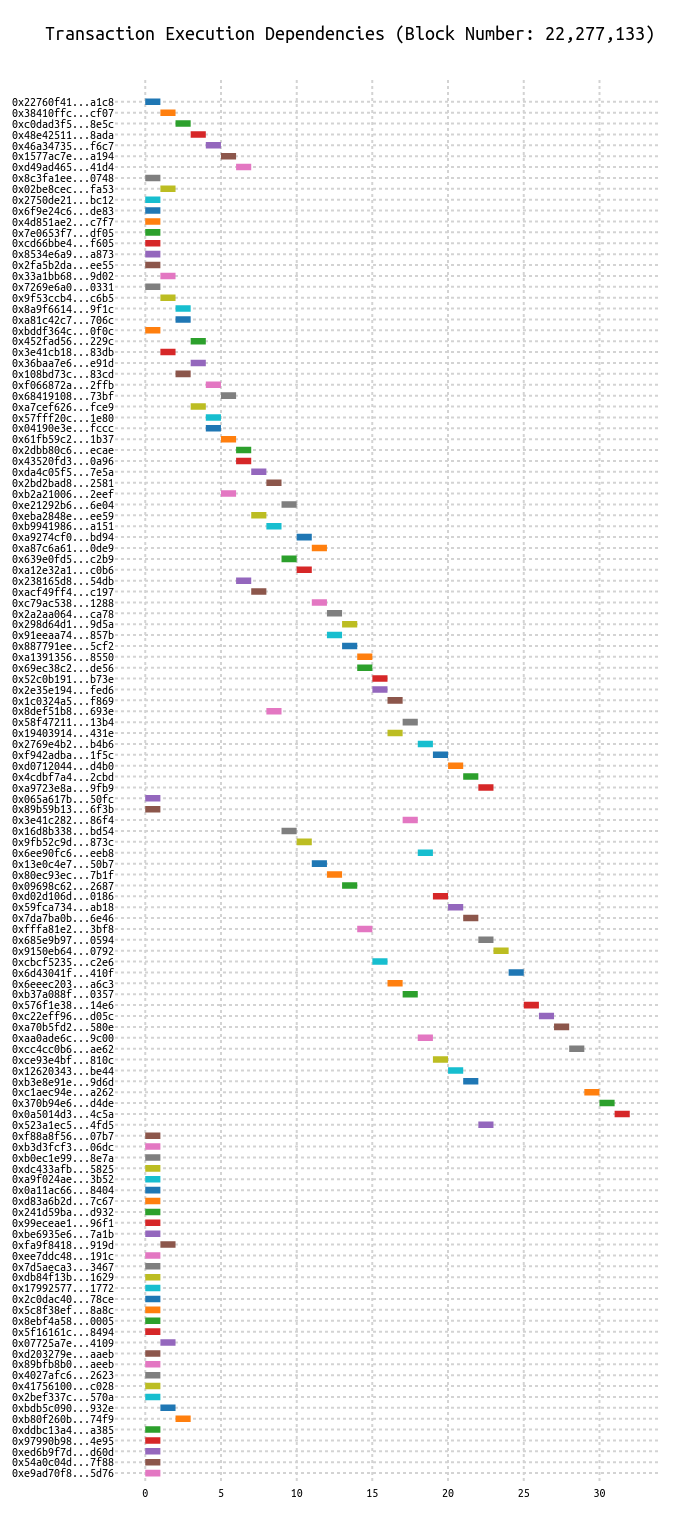 Transaction Execution Dependencies (Block Number: 22,277,133)
0x22760f41...a1c8
0x38410ffc...cf07
0xc0dad3f5...8e5c
0x48e42511...8ada
0x46a34735...f6c7
0x1577ac7e...a194
0xd49ad465...41d4
0x8c3fa1ee...0748
0x02be8cec...fa53
0x2750de21...bc12
0x6f9e24c6...de83
0x4d851ae2...c7f7
0x7e0653f7...df05
0xcd66bbe4...f605
0x8534e6a9...a873
0x2fa5b2da...ee55
0x33a1bb68...9d02
0x7269e6a0...0331
0x9f53ccb4...c6b5
0x8a9f6614...9f1c
0xa81c42c7...706c
0xbddf364c...0f0c
0x452fad56...229c
0x3e41cb18...83db
0x36baa7e6...e91d
0x108bd73c...83cd
0xf066872a...2ffb
0x68419108...73bf
0xa7cef626...fce9
0x57fff20c...1e80
0x04190e3e...fccc
0x61fb59c2...1b37
0x2dbb80c6...ecae
0x43520fd3...0a96
0xda4c05f5...7e5a
0x2bd2bad8...2581
0xb2a21006...2eef
0xe21292b6...6e04
0xeba2848e...ee59
0xb9941986...a151
0xa9274cf0...bd94
0xa87c6a61...0de9
0x639e0fd5...c2b9
0xa12e32a1...c0b6
0x238165d8...54db
0xacf49ff4...c197
0xc79ac538...1288
0x2a2aa064...ca78
0x298d64d1...9d5a
0x91eeaa74...857b
0x887791ee...5cf2
0xa1391356...8550
0x69ec38c2...de56
0x52c0b191...b73e
0x2e35e194...fed6
0x1c0324a5...f869
0x8def51b8...693e
0x58f47211...13b4
0x19403914...431e
0x2769e4b2...b4b6
0xf942adba...1f5c
0xd0712044...d4b0
0x4cdbf7a4...2cbd
0xa9723e8a...9fb9
0x065a617b...50fc
0x89b59b13...6f3b
0x3e41c282...86f4
0x16d8b338...bd54
0x9fb52c9d...873c
0x6ee90fc6...eeb8
0x13e0c4e7...50b7
0x80ec93ec...7b1f
0x09698c62...2687
0xd02d106d...0186
0x59fca734...ab18
0x7da7ba0b...6e46
0xfffa81e2...3bf8
0x685e9b97...0594
0x9150eb64...0792
0xcbcf5235...c2e6
0x6d43041f...410f
0x6eeec203...a6c3
0xb37a088f...0357
0x576f1e38...14e6
0xc22eff96...d05c
0xa70b5fd2...580e
0xaa0ade6c...9c00
0xcc4cc0b6...ae62
0xce93e4bf...810c
0x12620343...be44
0xb3e8e91e...9d6d
0xc1aec94e...a262
0x370b94e6...d4de
0x0a5014d3...4c5a
0x523a1ec5...4fd5
0xf88a8f56...07b7
0xb3d3fcf3...06dc
0xb0ec1e99...8e7a
0xdc433afb...5825
0xa9f024ae...3b52
0x0a11ac66...8404
0xd83a6b2d...7c67
0x241d59ba...d932
0x99eceae1...96f1
0xbe6935e6...7a1b
0xfa9f8418...919d
0xee7ddc48...191c
0x7d5aeca3...3467
0xdb84f13b...1629
0x17992577...1772
0x2c0dac40...78ce
0x5c8f38ef...8a8c
0x8ebf4a58...0005
0x5f16161c...8494
0x07725a7e...4109
0xd203279e...aaeb
0x89bfb8b0...aeeb
0x4027afc6...2623
0x41756100...c028
0x2bef337c...570a
0xbdb5c090...932e
0xb80f260b...74f9
0xddbc13a4...a385
0x97990b98...4e95
0xed6b9f7d...d60d
0x54a0c04d...7f88
0xe9ad70f8...5d76
0 5 10 15 20 25 30